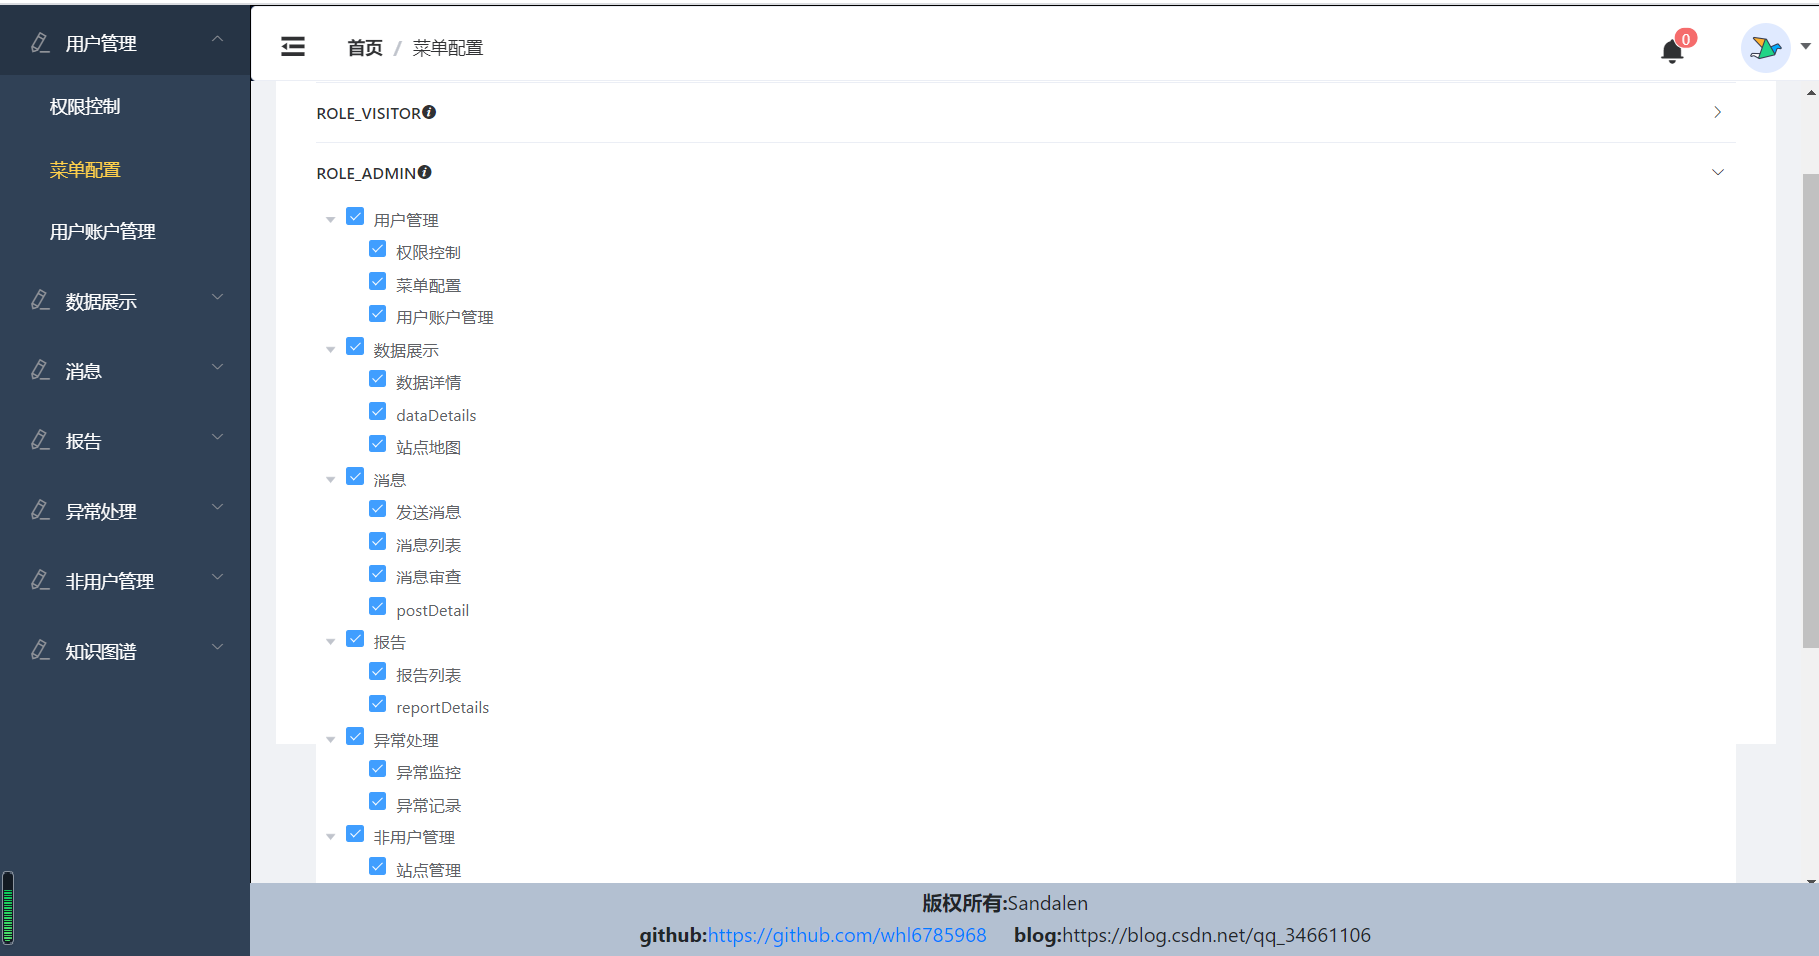 用户管理
权限控制
菜单配置
用户账户管理
数据展示
消息
报告
异常处理
非用户管理
知识图谱
首页 / 菜单配置
0
ROLE_VISITOR
ROLE_ADMIN
用户管理
权限控制
菜单配置
用户账户管理
数据展示
数据详情
dataDetails
站点地图
消息
发送消息
消息列表
消息审查
postDetail
报告
报告列表
reportDetails
异常处理
异常监控
异常记录
非用户管理
站点管理
版权所有:Sandalen
github:https://github.com/whl6785968 blog:https://blog.csdn.net/qq_34661106